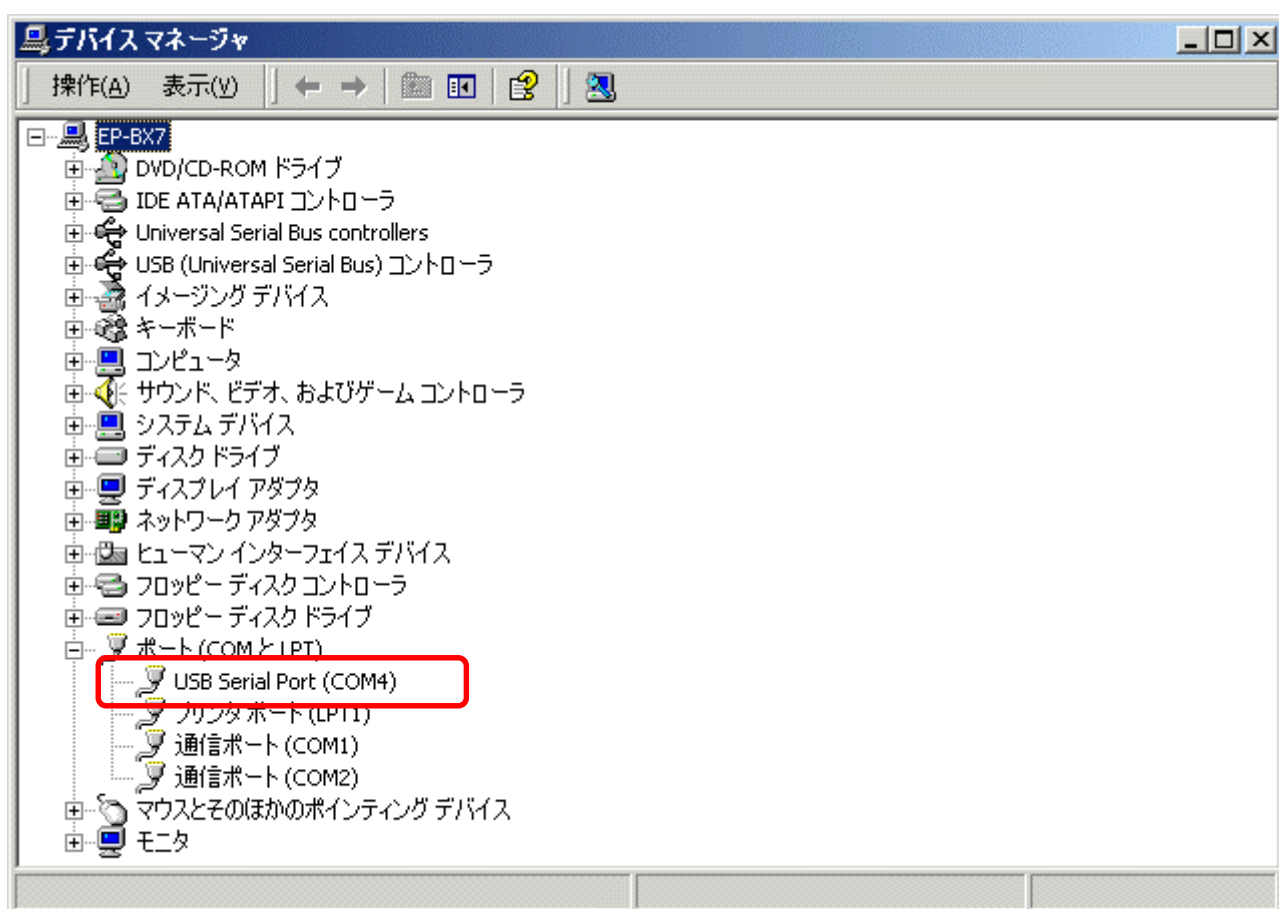 デバイス マネージャ
操作(A) 表示(V)
EP-BX7
DVD/CD-ROM ドライブ
IDE ATA/ATAPI コントローラ
Universal Serial Bus controllers
USB (Universal Serial Bus) コントローラ
イメージング デバイス
キーボード
コンピュータ
サウンド、ビデオ、およびゲーム コントローラ
システム デバイス
ディスク ドライブ
ディスプレイ アダプタ
ネットワーク アダプタ
ヒューマン インターフェイス デバイス
フロッピー ディスク コントローラ
フロッピー ディスク ドライブ
ポート (COM と LPT)
USB Serial Port (COM4)
プリンタ ポート (LPT1)
通信ポート (COM1)
通信ポート (COM2)
マウスとそのほかのポインティング デバイス
モニタ